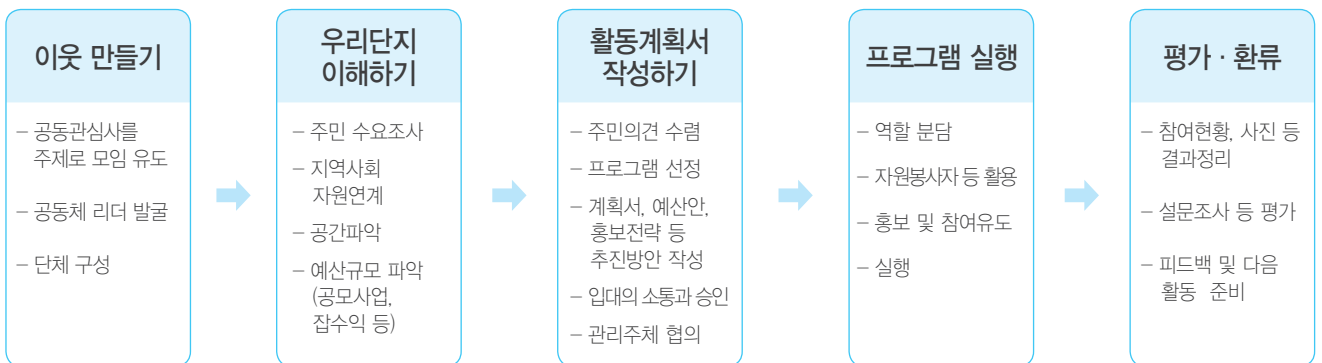 이웃 만들기
– 공동관심사를
주제로 모임 유도
– 공동체 리더 발굴
– 단체 구성
우리단지
이해하기
– 주민 수요조사
– 지역사회
자원연계
– 공간파악
– 예산규모 파악
(공모사업,
잡수익 등)
활동계획서
작성하기
– 주민의견 수렴
– 프로그램 선정
– 계획서, 예산안,
홍보전략 등
추진방안 작성
– 입대의 소통과 승인
– 관리주체 협의
프로그램 실행
– 역할 분담
– 자원봉사자 등 활용
– 홍보 및 참여유도
– 실행
평가 · 환류
– 참여현황, 사진 등
결과정리
– 설문조사 등 평가
– 피드백 및 다음
활동 준비